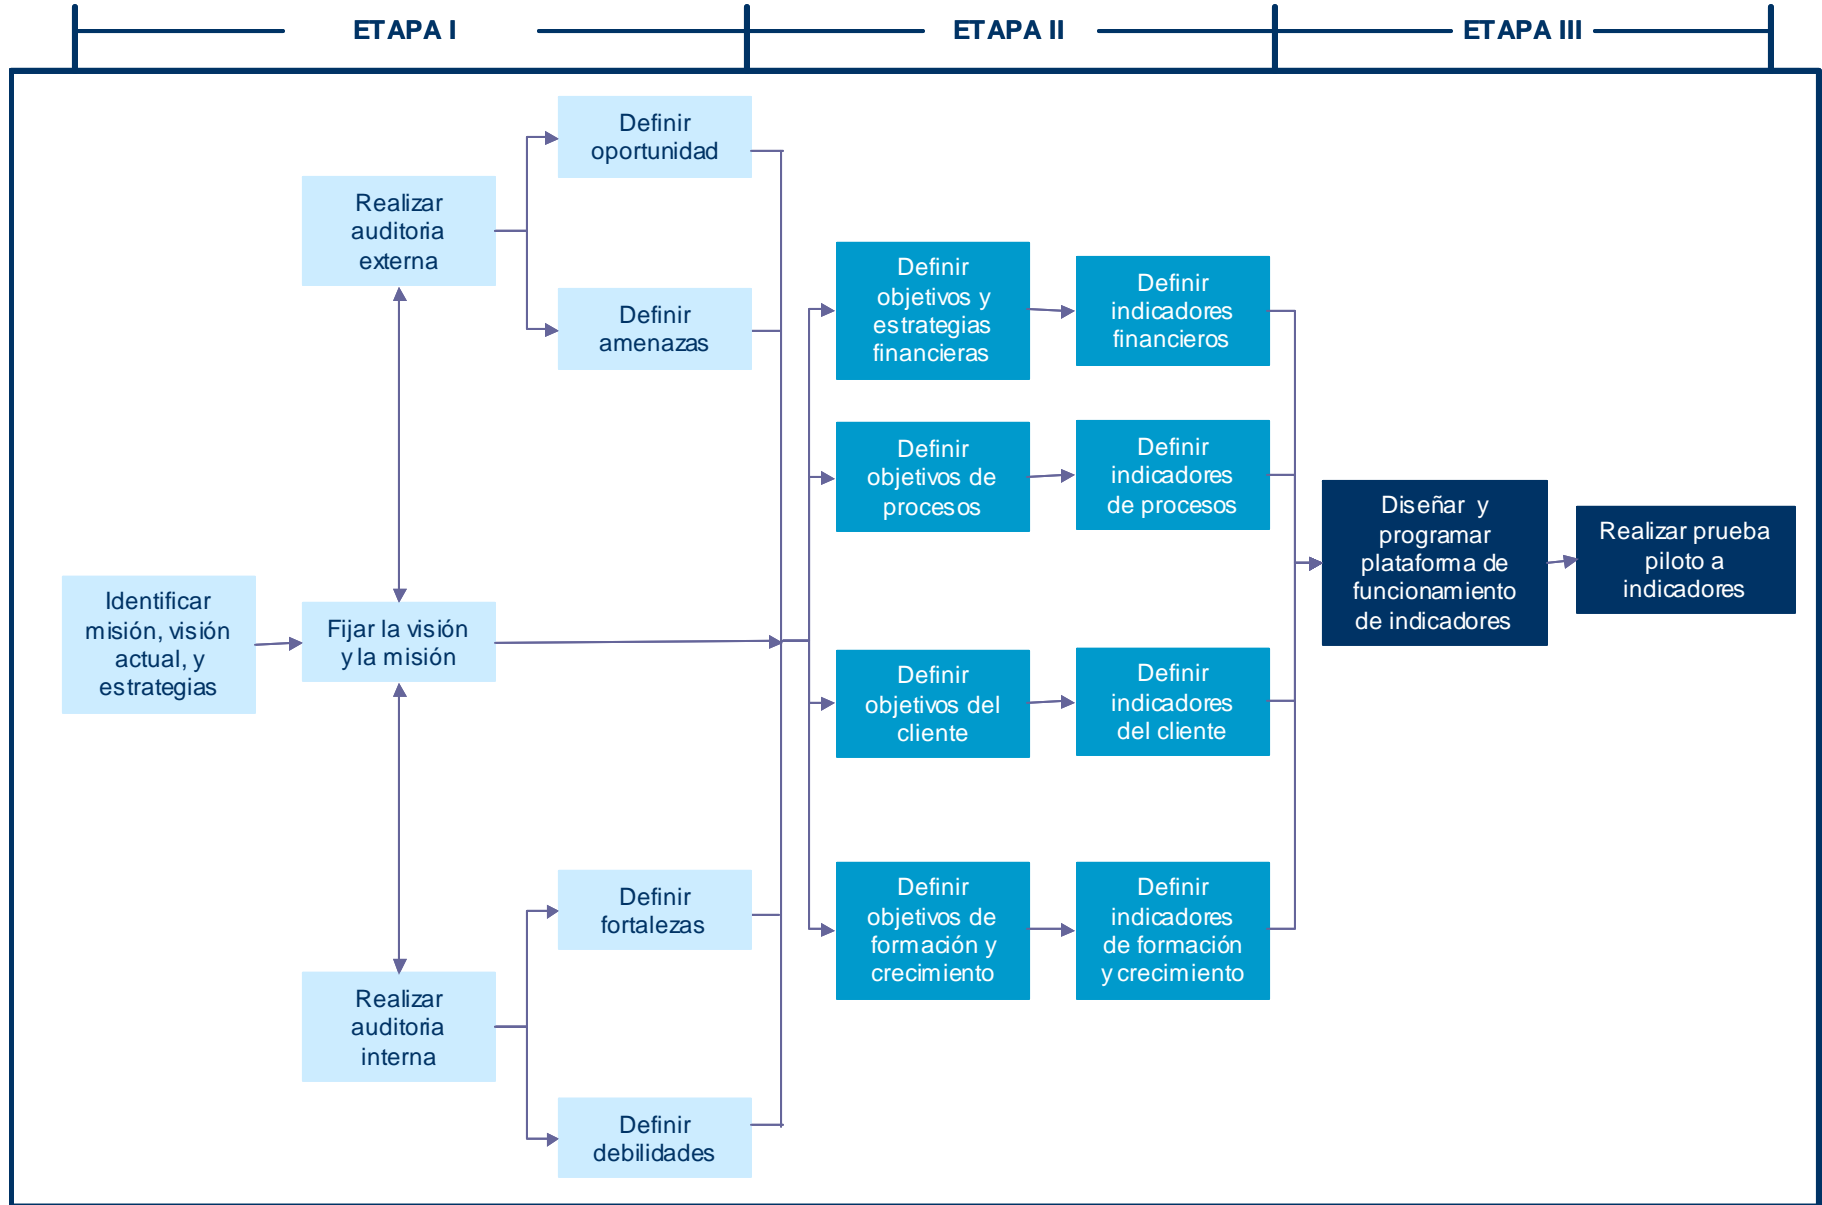 ETAPA I
ETAPA II
ETAPA III
Definir
oportunidad
Realizar
auditoria
externa
Definir
amenazas
Identificar
misión, visión
actual, y
estrategias
Fijar la visión
y la misión
Definir
fortalezas
Realizar
auditoria
interna
Definir
debilidades
Definir
objetivos y
estrategias
financieras
Definir
indicadores
financieros
Definir
objetivos de
procesos
Definir
indicadores
de procesos
Definir
objetivos del
cliente
Definir
indicadores
del cliente
Definir
objetivos de
formación y
crecimiento
Definir
indicadores
de formación
y crecimiento
Diseñar y
programar
plataforma de
funcionamiento
de indicadores
Realizar prueba
piloto a
indicadores